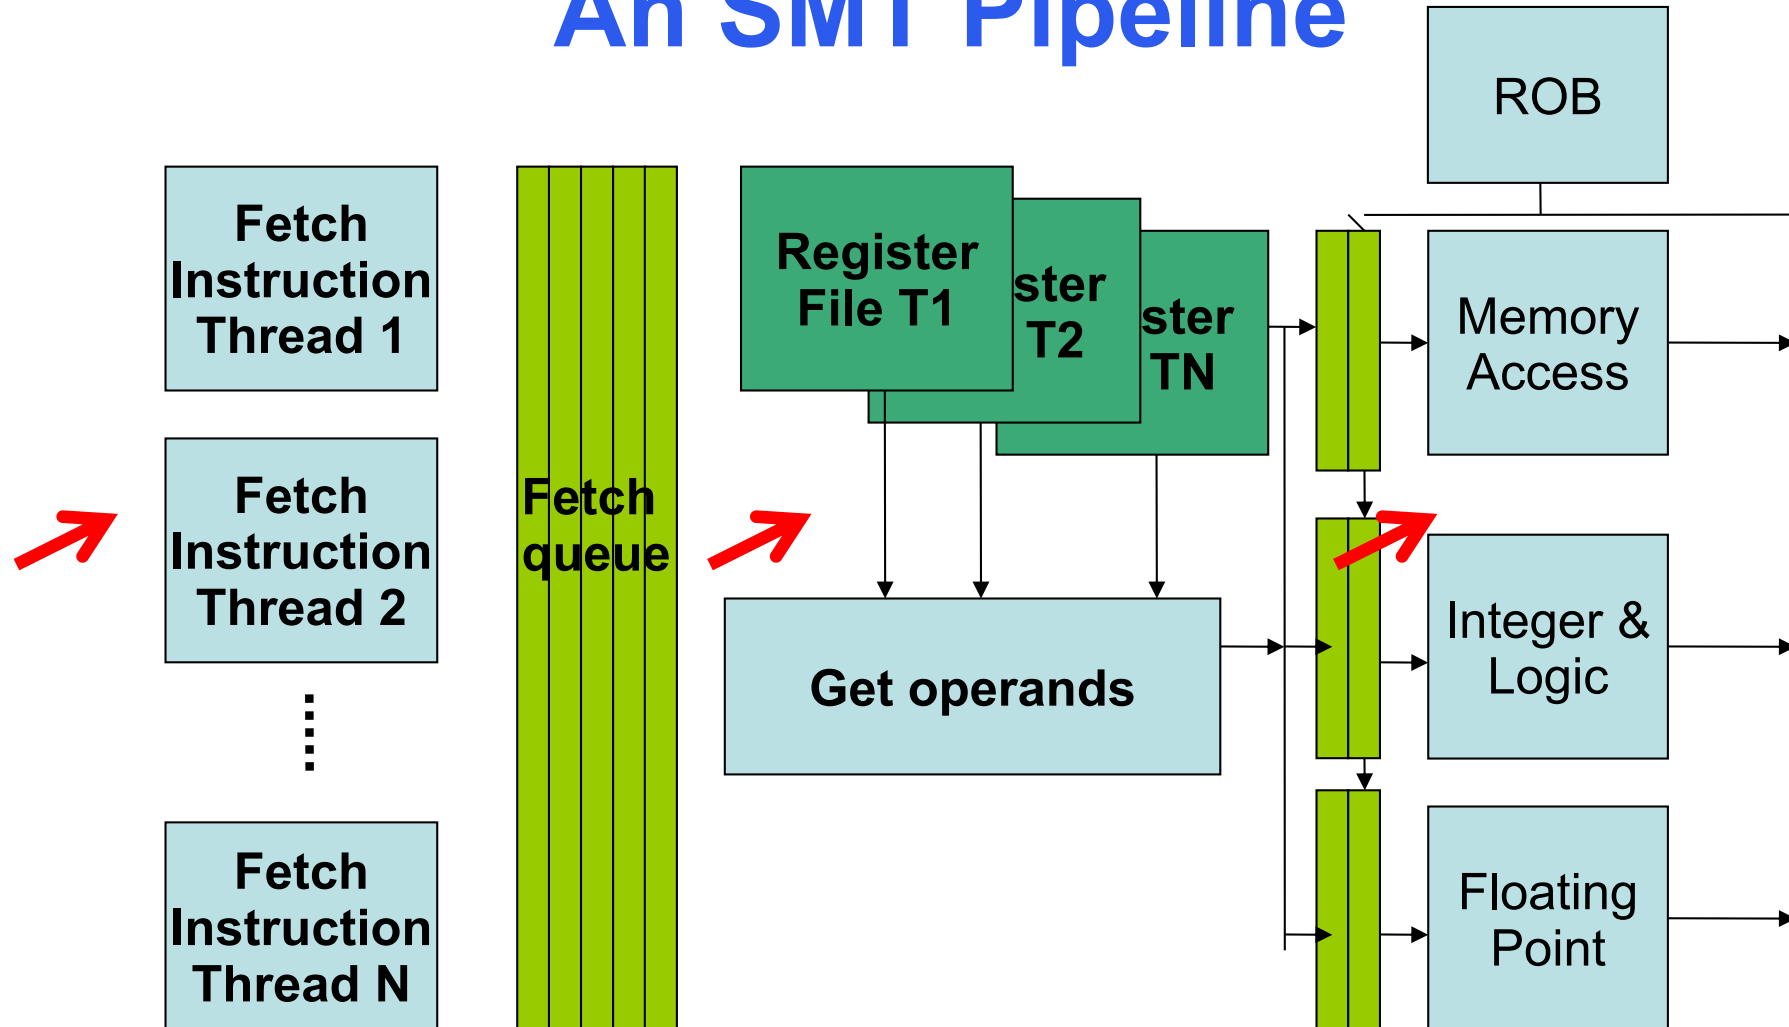 An SMT Pipeline
ROB
Fetch
Instruction
Thread 1
Register
File T1
ster
T2
ster
TN
Memory
Access
Fetch
Instruction
Thread 2
Fetch
queue
Get operands
Integer &
Logic
Fetch
Instruction
Thread N
Floating
Point